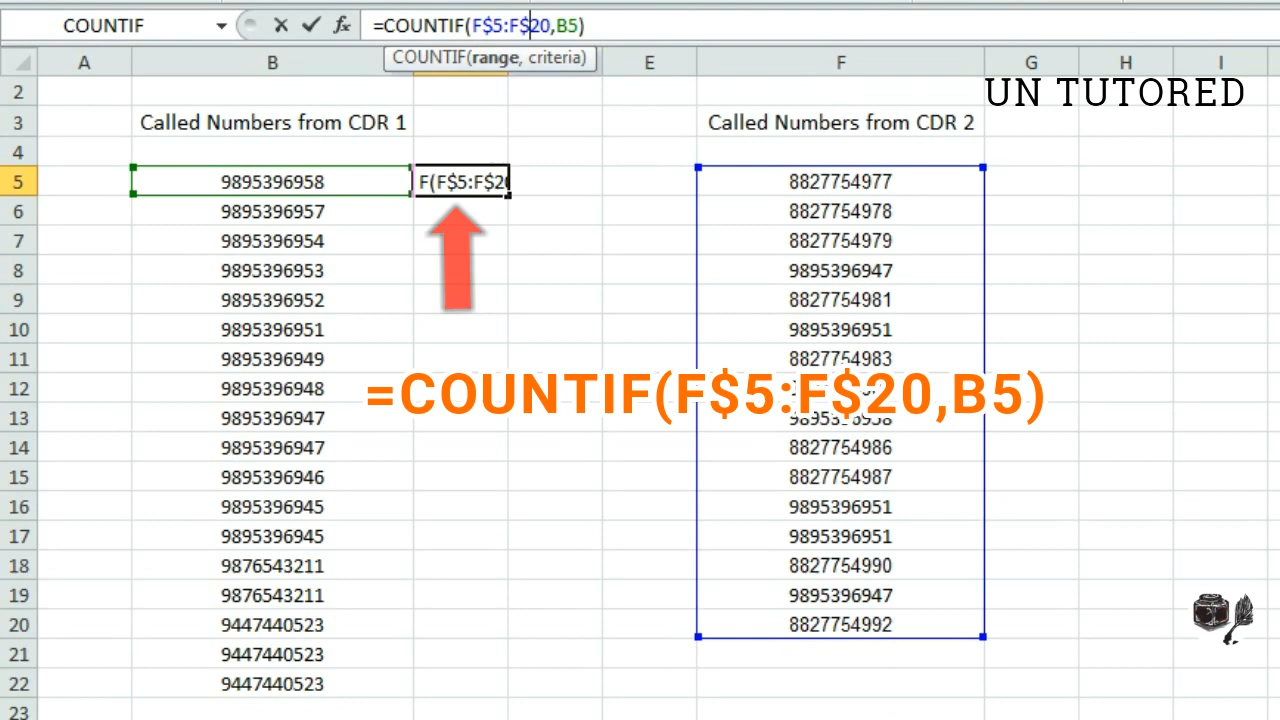 COUNTIF =COUNTIF(F$5:F$20,B5)
COUNTIF(range, criteria)
A B E F G H I
2 UN TUTORED
3 Called Numbers from CDR 1 Called Numbers from CDR 2
4
5 9895396958 F(F$5:F$20 8827754977
6 9895396957 8827754978
7 9895396954 8827754979
8 9895396953 9895396947
9 9895396952 8827754981
10 9895396951 9895396951
11 9895396949 8827754983
12 9895396948
=COUNTIF(F$5:F$20,B5)
13 9895396947 9895396958
14 9895396947 8827754986
15 9895396946 8827754987
16 9895396945 9895396951
17 9895396945 9895396951
18 9876543211 8827754990
19 9876543211 9895396947
20 9447440523 8827754992
21 9447440523
22 9447440523
23